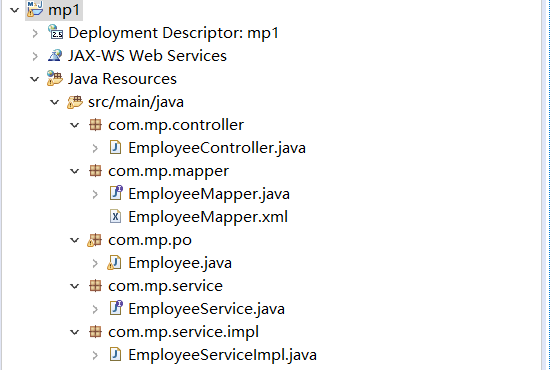 mp1
Deployment Descriptor: mp1
JAX-WS Web Services
Java Resources
src/main/java
com.mp.controller
EmployeeController.java
com.mp.mapper
EmployeeMapper.java
EmployeeMapper.xml
com.mp.po
Employee.java
com.mp.service
EmployeeService.java
com.mp.service.impl
EmployeeServiceImpl.java